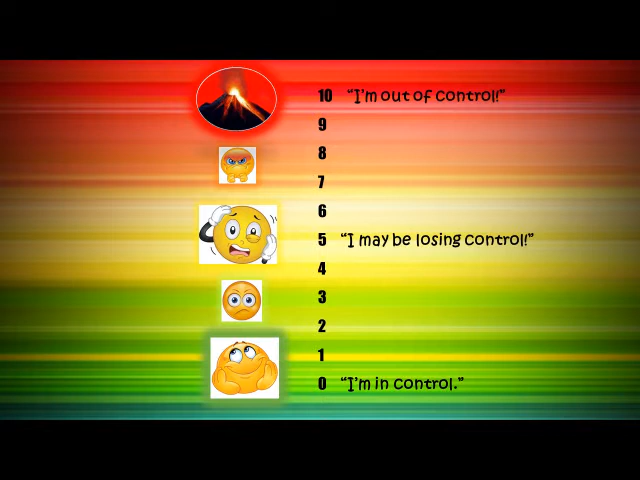 10 “I’m out of control!”
9
8
7
6
5 “I may be losing control!”
4
3
2
1
0 “I’m in control.”